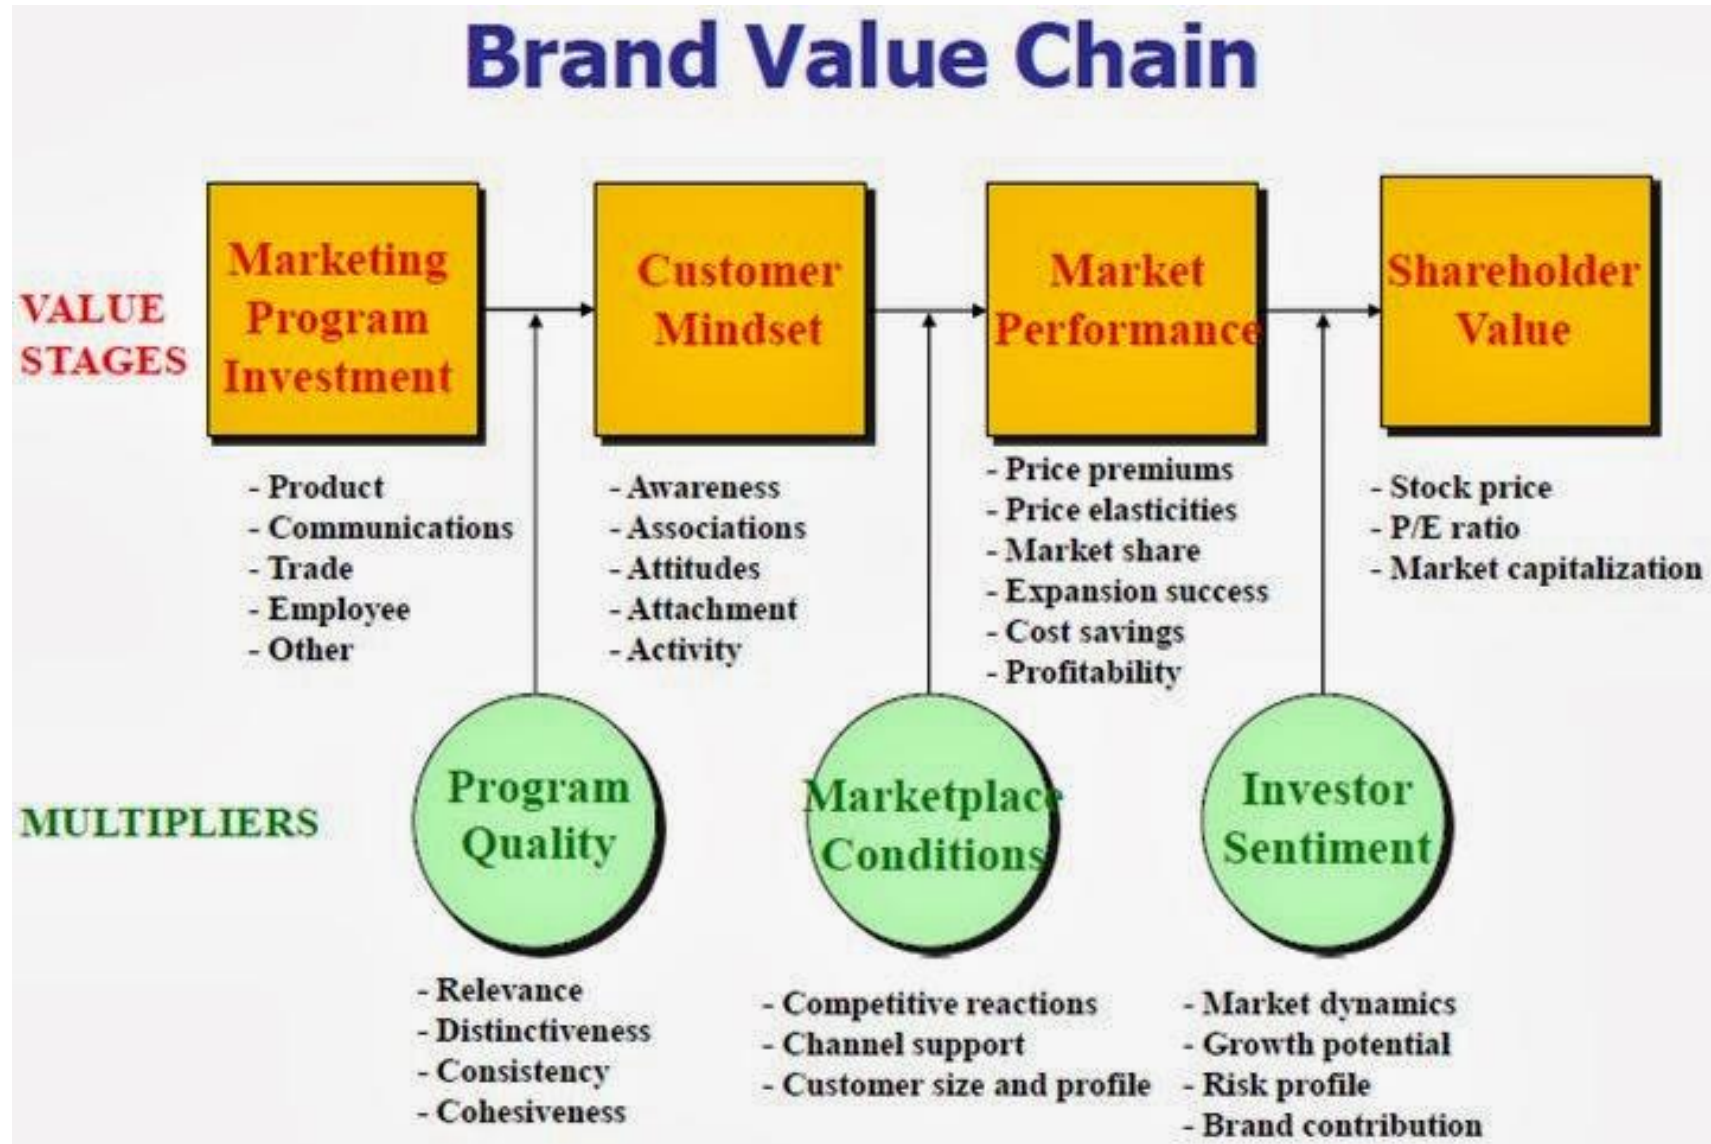 Brand Value Chain
VALUE
STAGES
Marketing
Program
Investment
Customer
Mindset
Market
Performance
Shareholder
Value
- Product
- Communications
- Trade
- Employee
- Other
- Awareness
- Associations
- Attitudes
- Attachment
- Activity
- Price premiums
- Price elasticities
- Market share
- Expansion success
- Cost savings
- Profitability
- Stock price
- P/E ratio
- Market capitalization
MULTIPLIERS
Program
Quality
Marketplace
Conditions
Investor
Sentiment
- Relevance
- Distinctiveness
- Consistency
- Cohesiveness
- Competitive reactions
- Channel support
- Customer size and profile
- Market dynamics
- Growth potential
- Risk profile
- Brand contribution